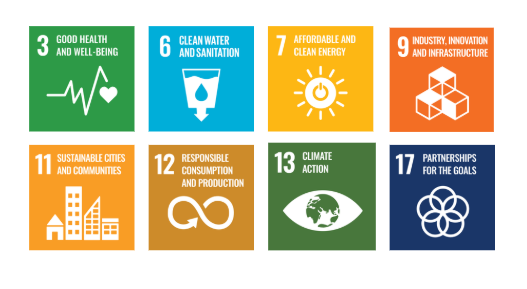 3 GOOD HEALTH
AND WELL-BEING
6 CLEAN WATER
AND SANITATION
7 AFFORDABLE AND
CLEAN ENERGY
9 INDUSTRY, INNOVATION
AND INFRASTRUCTURE
11 SUSTAINABLE CITIES
AND COMMUNITIES
12 RESPONSIBLE
CONSUMPTION
AND PRODUCTION
13 CLIMATE
ACTION
17 PARTNERSHIPS
FOR THE GOALS